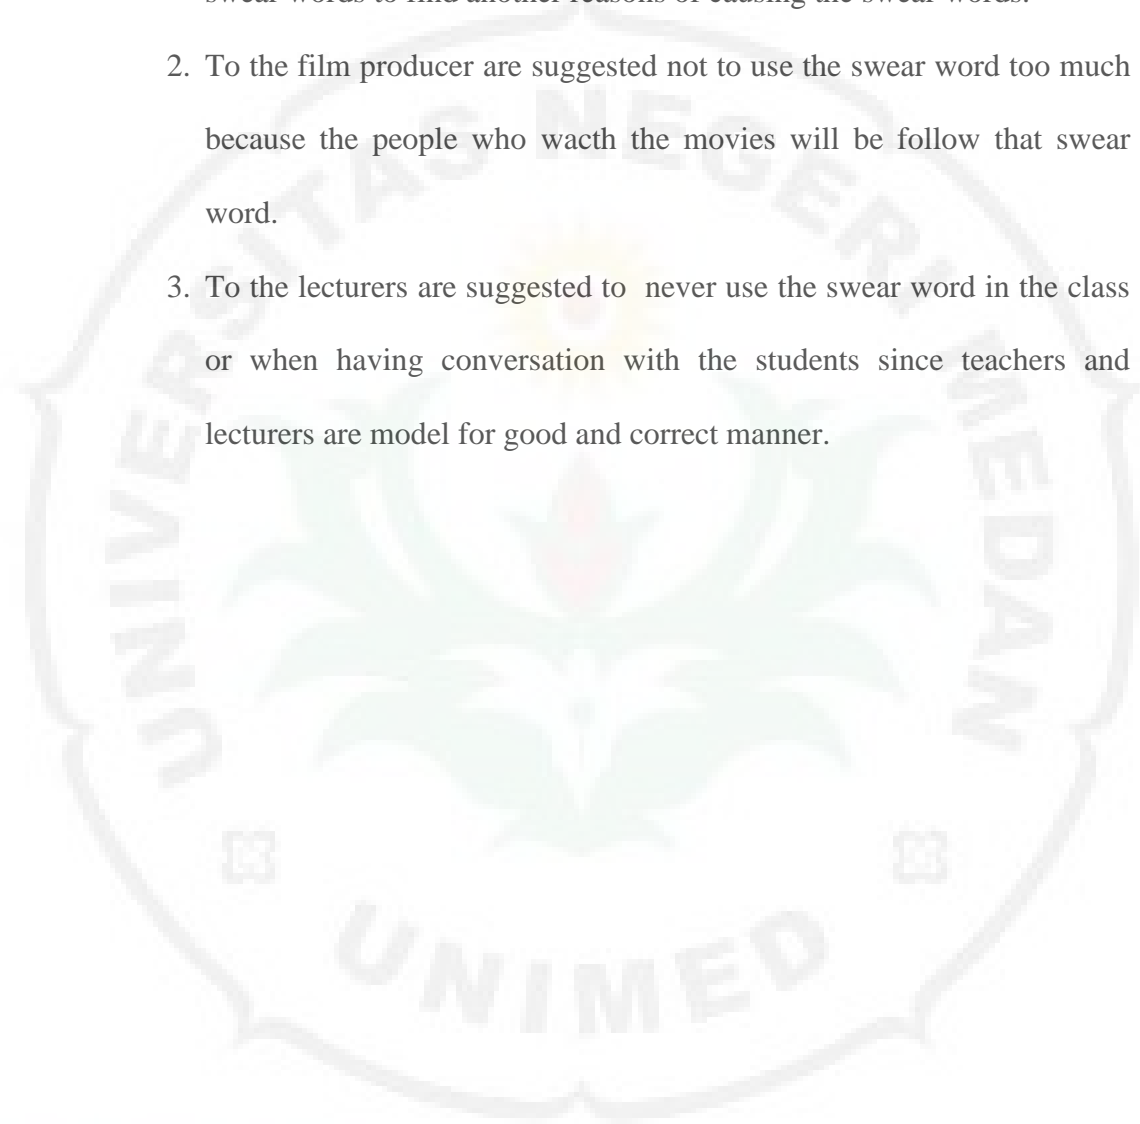 swear words to find another reasons of causing the swear words.
2. To the film producer are suggested not to use the swear word too much
because the people who wacth the movies will be follow that swear
word.
3. To the lecturers are suggested to  never use the swear word in the class
or when having conversation with the students since teachers and
lecturers are model for good and correct manner.
UNIVERSITAS NEGERI MEDAN
UNIMED